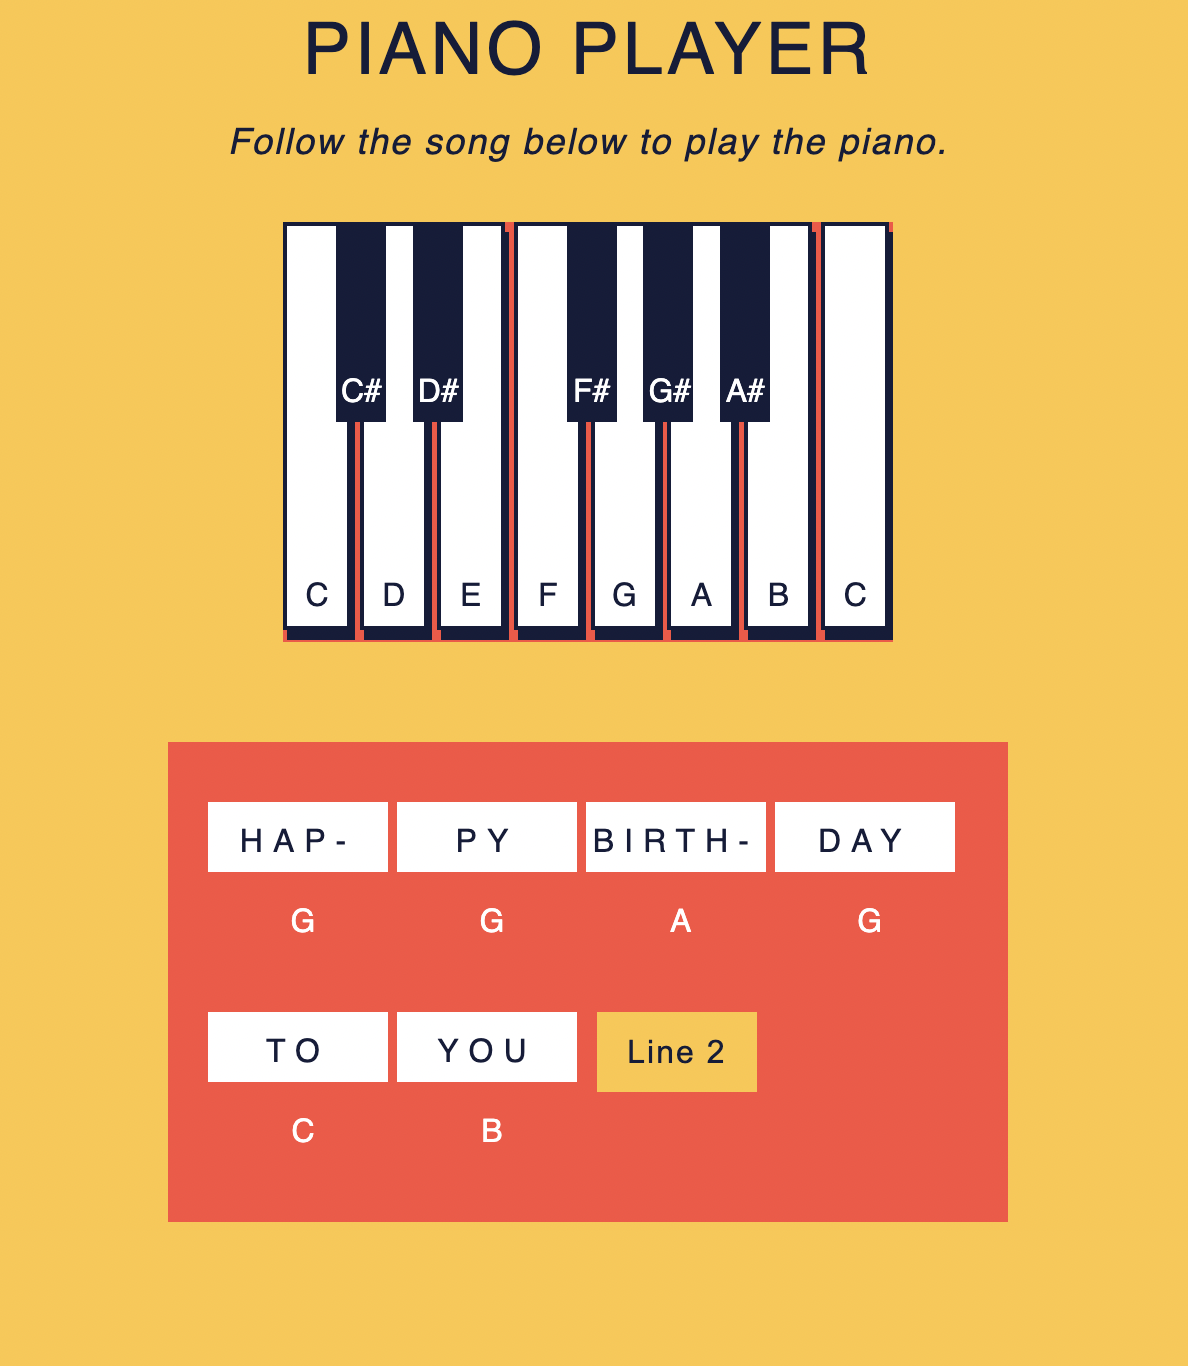 PIANO PLAYER
Follow the song below to play the piano.
C# D# F# G# A#
C D E F G A B C
HAP- PY BIRTH- DAY
G G A G
TO YOU Line 2
C B